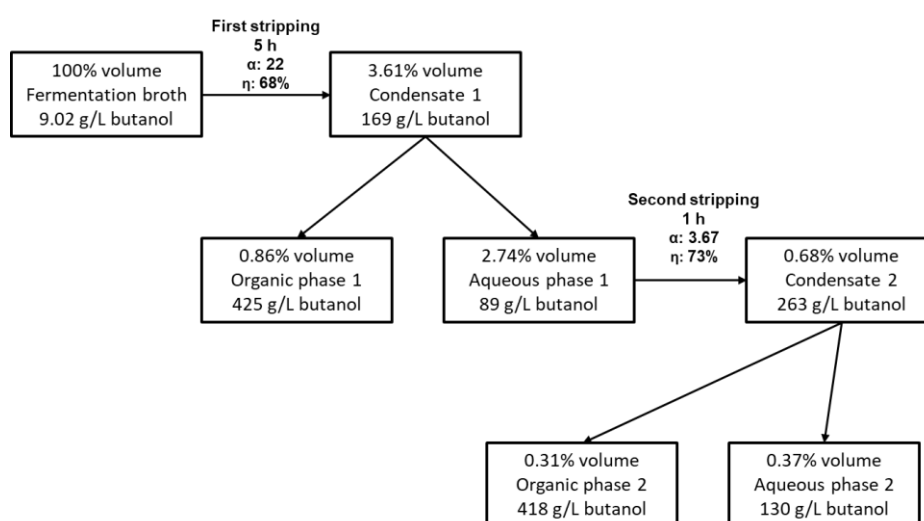 First stripping
5 h
α: 22
η: 68%
100% volume
Fermentation broth
9.02 g/L butanol
3.61% volume
Condensate 1
169 g/L butanol
Second stripping
1 h
α: 3.67
η: 73%
0.86% volume
Organic phase 1
425 g/L butanol
2.74% volume
Aqueous phase 1
89 g/L butanol
0.68% volume
Condensate 2
263 g/L butanol
0.31% volume
Organic phase 2
418 g/L butanol
0.37% volume
Aqueous phase 2
130 g/L butanol